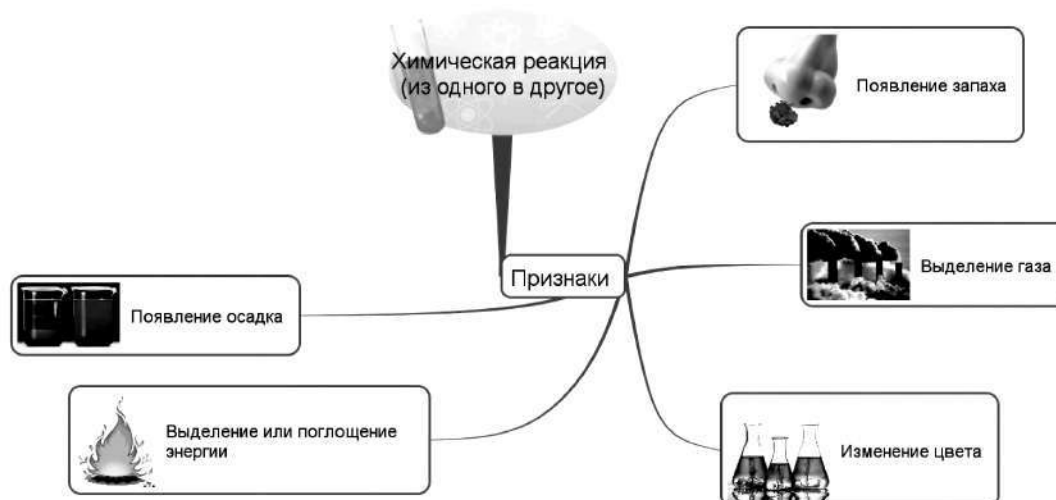 Химическая реакция
(из одного в другое)
Появление запаха
Признаки
Выделение газа
Появление осадка
Выделение или поглощение
энергии
Изменение цвета